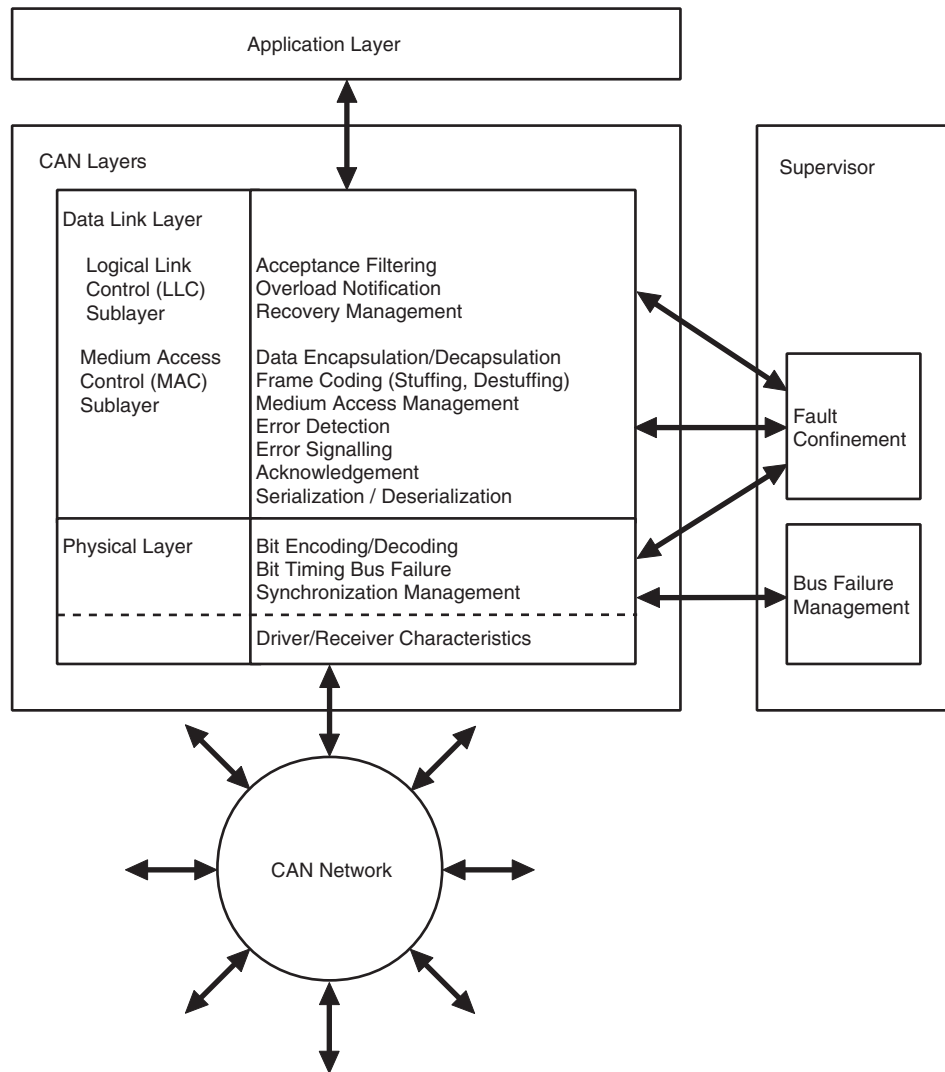 Application Layer
CAN Layers
Supervisor
Data Link Layer
Logical Link
Control (LLC)
Sublayer
Acceptance Filtering
Overload Notification
Recovery Management
Medium Access
Control (MAC)
Sublayer
Data Encapsulation/Decapsulation
Frame Coding (Stuffing, Destuffing)
Medium Access Management
Error Detection
Error Signalling
Acknowledgement
Serialization / Deserialization
Fault
Confinement
Physical Layer
Bit Encoding/Decoding
Bit Timing Bus Failure
Synchronization Management
Bus Failure
Management
Driver/Receiver Characteristics
CAN Network